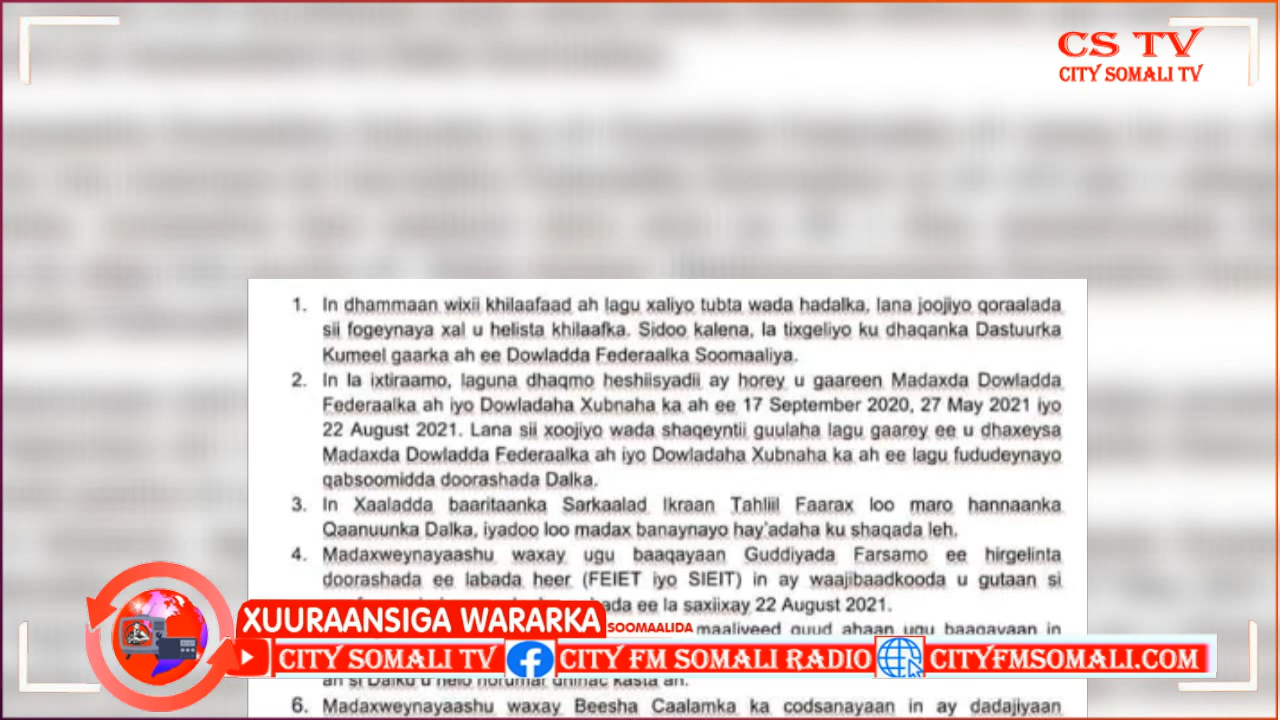 CS TV
CITY SOMALI TV
1. In dhammaan wixii khilaafaad ah lagu xaliyo tubta wada hadalka, lana joojiyo qoraalada
sii fogeynaya xal u helista khilaafka. Sidoo kalena, la tixgeliyo ku dhaqanka Dastuurka
Kumeel gaarka ah ee Dowladda Federaalka Soomaaliya.
2. In la ixtiraamo, laguna dhaqmo heshiisyadii ay horey u gaareen Madaxda Dowladda
Federaalka ah iyo Dowladaha Xubnaha ka ah ee 17 September 2020, 27 May 2021 iyo
22 August 2021. Lana sii xoojiyo wada shaqeyntii guulaha lagu gaarey ee u dhaxeysa
Madaxda Dowladda Federaalka ah iyo Dowladaha Xubnaha ka ah ee lagu fududeynayo
qabsoomidda doorashada Dalka.
3. In Xaaladda baaritaanka Sarkaalad Ikraan Tahliil Faarax loo maro hannaanka
Qaanuunka Dalka, iyadoo loo madax banaynayo hay'adaha ku shaqada leh.
4. Madaxweynayaashu waxay ugu baaqayaan Guddiyada Farsamo ee hirgelinta
doorashada ee labada heer (FEIET iyo SIEIT) in ay waajibaadkooda u gutaan si
ada ee la saxiixay 22 August 2021.
XUURAANSIGA WARARKA
SOOMAALIDA
maaliyeed guud ahaan ugu baaqayaan in
CITY SOMALI TV CITY FM SOMALI RADIO CITYFMSOMALI.COM
an si Dalku u helo horumar dhinac kasta ah.
6. Madaxweynayaashu waxay Beesha Caalamka ka codsanayaan in ay dadajiyaan